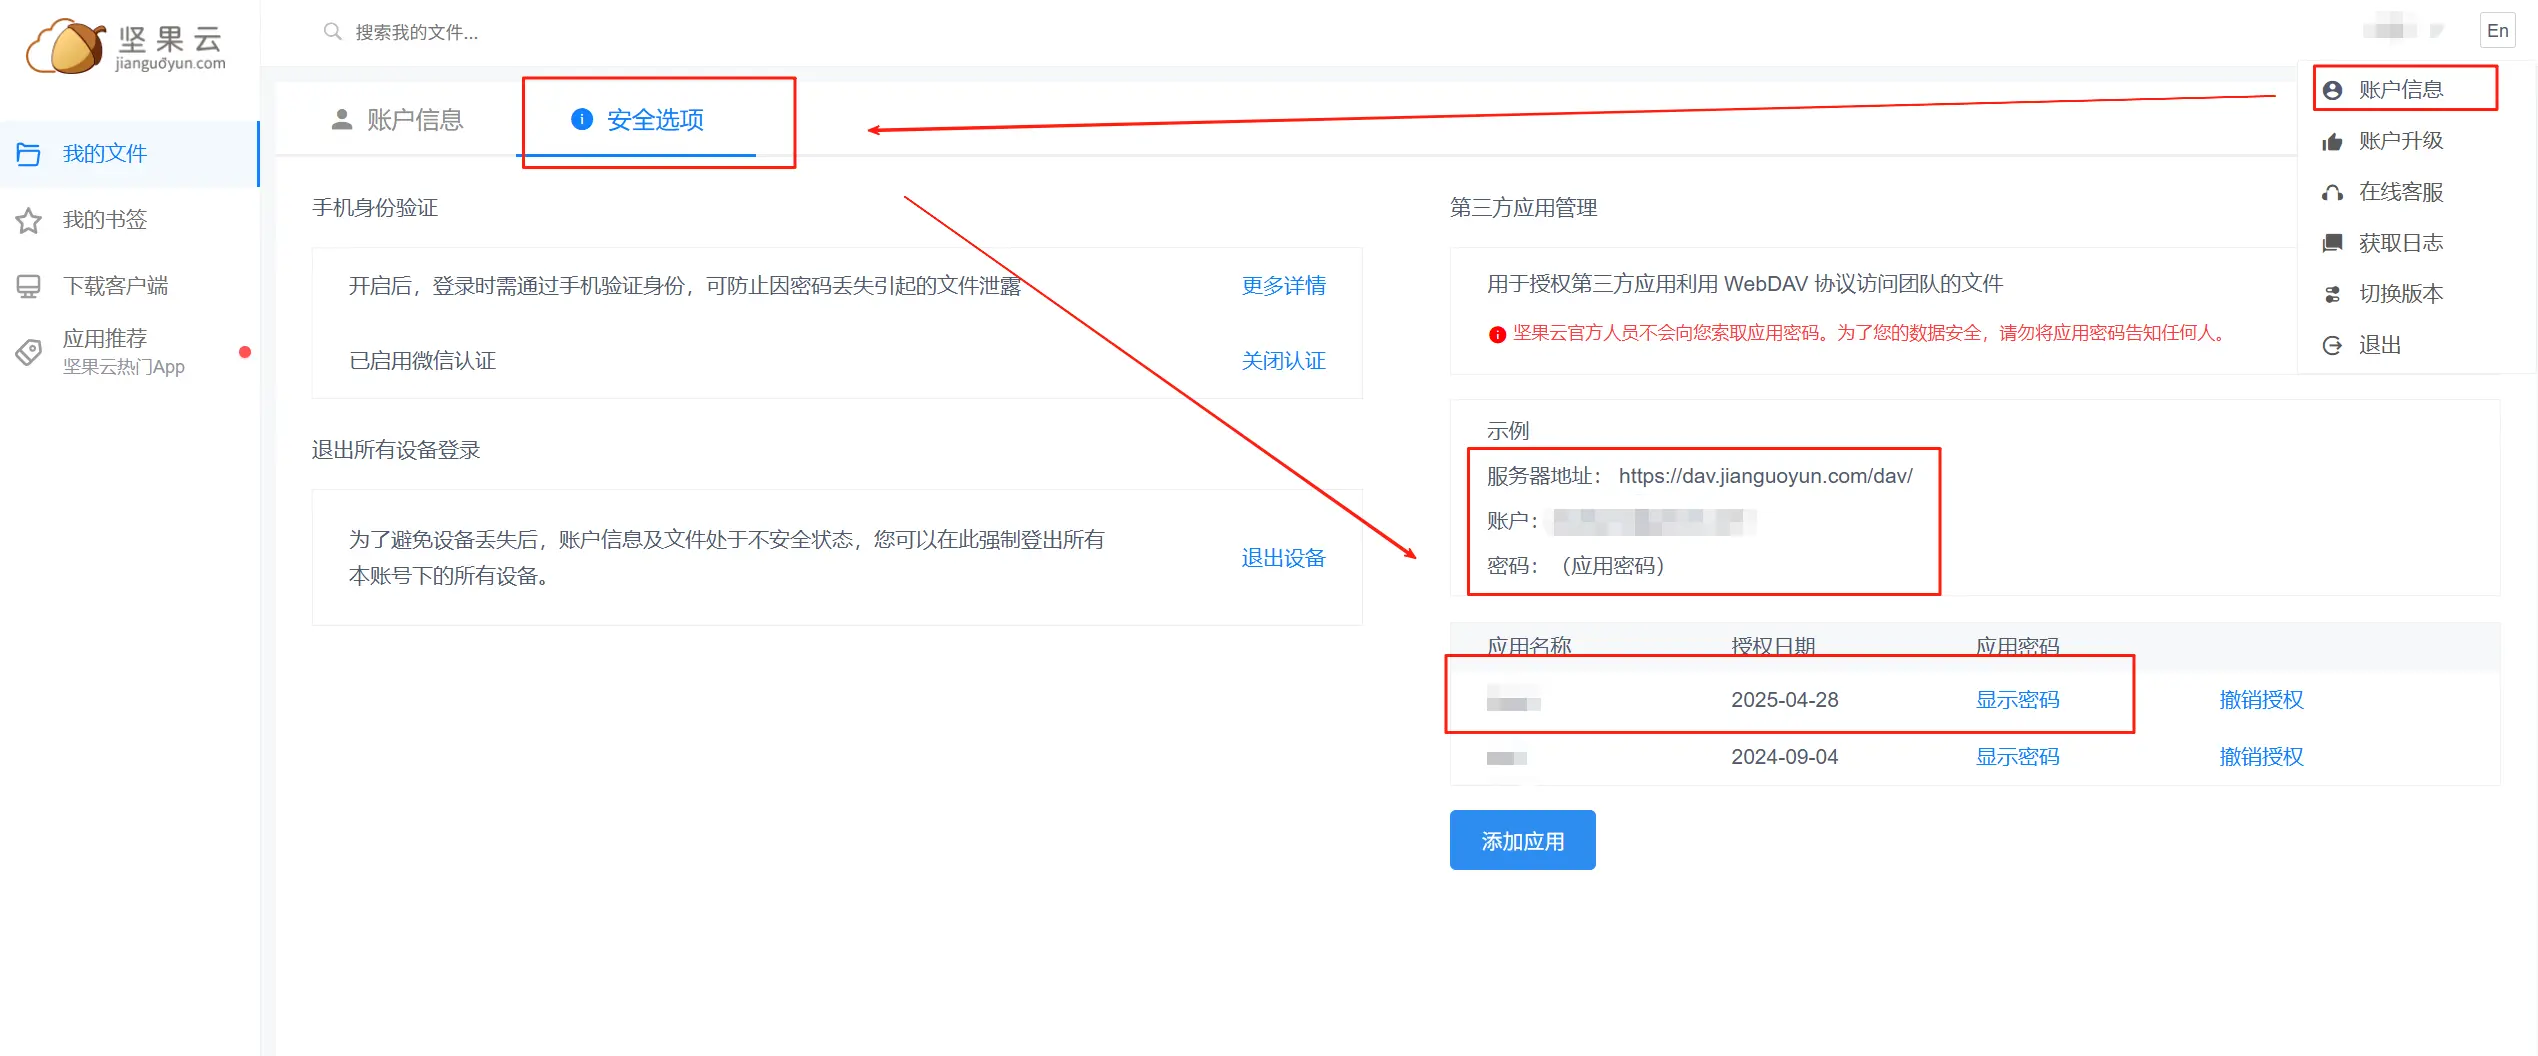 坚果云
jianguoyun.com
搜索我的文件...
En
我的文件
我的书签
下载客户端
应用推荐
坚果云热门App
账户信息
安全选项
账户信息
账户升级
在线客服
获取日志
切换版本
退出
手机身份验证
开启后，登录时需通过手机验证身份，可防止因密码丢失引起的文件泄露
更多详情
已启用微信认证
关闭认证
退出所有设备登录
为了避免设备丢失后，账户信息及文件处于不安全状态，您可以在此强制登出所有
本账号下的所有设备。
退出设备
第三方应用管理
用于授权第三方应用利用 WebDAV 协议访问团队的文件
坚果云官方人员不会向您索取应用密码。为了您的数据安全，请勿将应用密码告知任何人。
示例
服务器地址： https://dav.jianguoyun.com/dav/
账户：
密码：（应用密码）
应用名称 授权日期 应用密码
2025-04-28 显示密码 撤销授权
2024-09-04 显示密码 撤销授权
添加应用